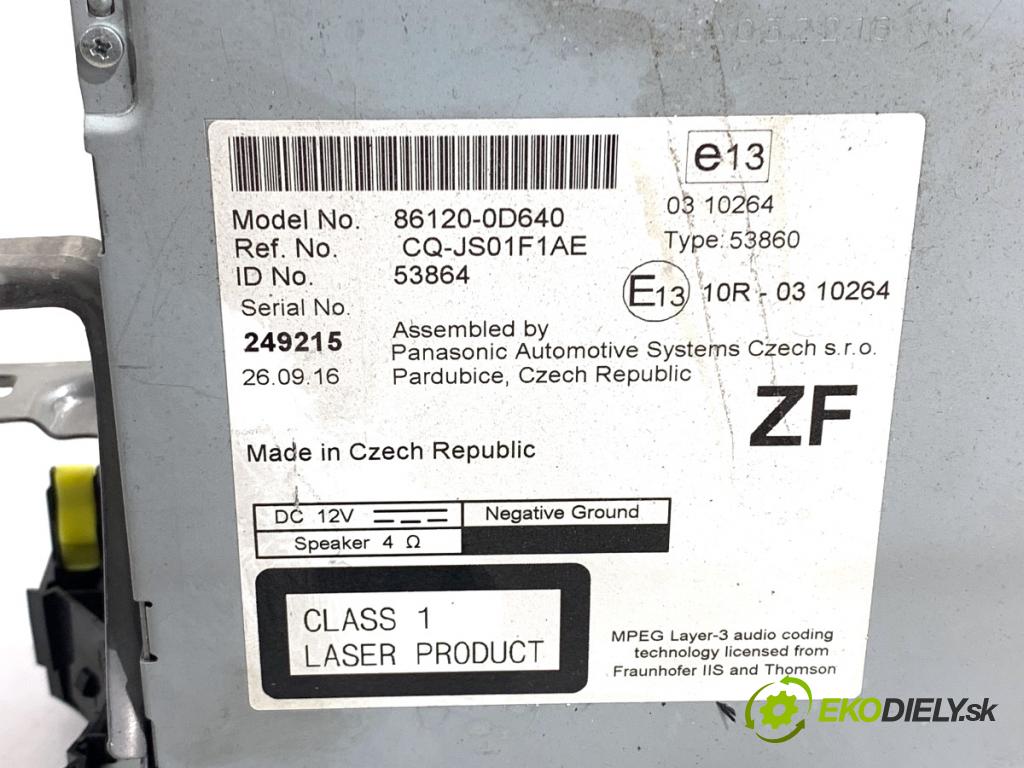 e13
Model No. 86120-0D640
03 10264
Ref. No. CQ-JS01F1AE
Type: 53860
ID No. 53864
E13 10R - 03 10264
Serial No.
249215
Assembled by
Panasonic Automotive Systems Czech s.r.o.
26.09.16
Pardubice, Czech Republic
ZF
Made in Czech Republic
DC 12V
Negative Ground
Speaker 4 Ω
CLASS 1
LASER PRODUCT
MPEG Layer-3 audio coding
technology licensed from
Fraunhofer IIS and Thomson
EKODIELY.sk